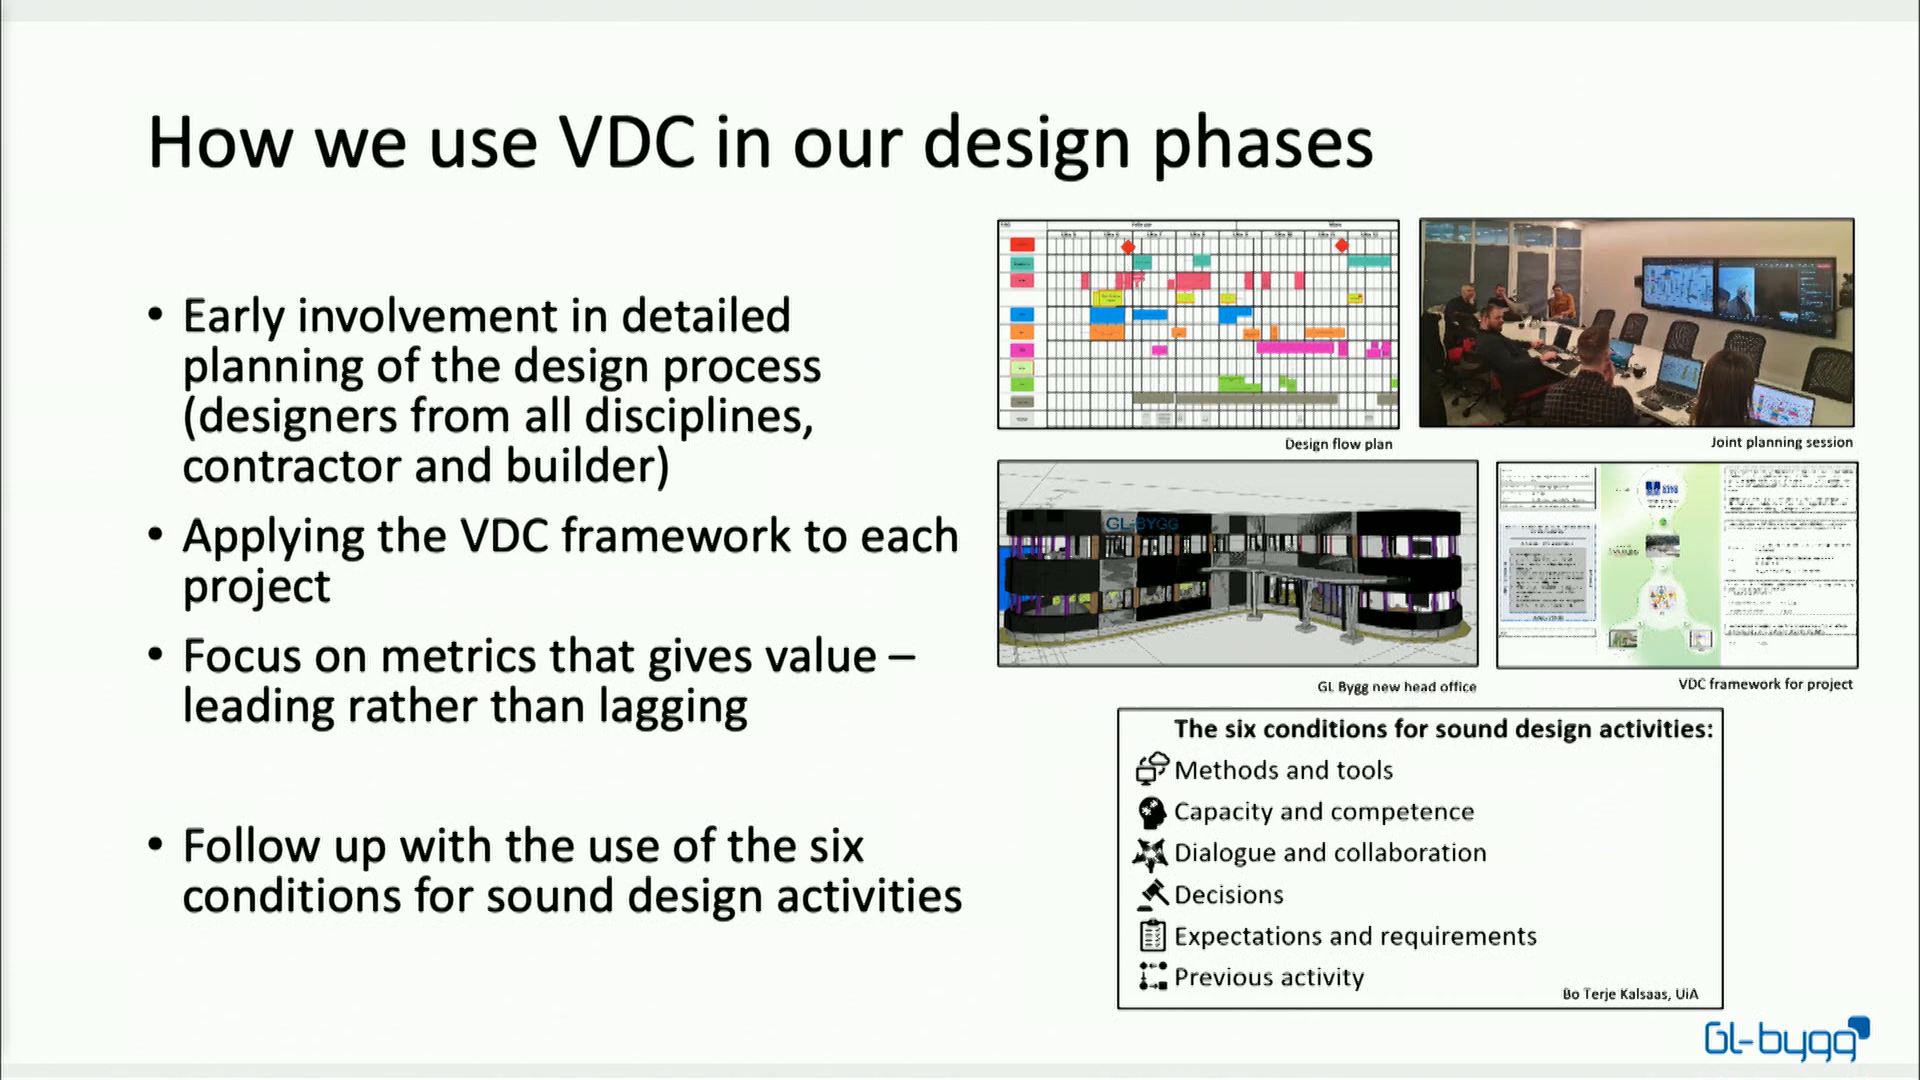 How we use VDC in our design phases
• Early involvement in detailed
planning of the design process
(designers from all disciplines,
contractor and builder)
• Applying the VDC framework to each
project
• Focus on metrics that gives value –
leading rather than lagging
• Follow up with the use of the six
conditions for sound design activities
Design flow plan
Joint planning session
GL-BYGG
GL Bygg new head office
VDC framework for project
The six conditions for sound design activities:
Methods and tools
Capacity and competence
Dialogue and collaboration
Decisions
Expectations and requirements
Previous activity
Bo Terje Kalsaas, UiA
GL-bygg